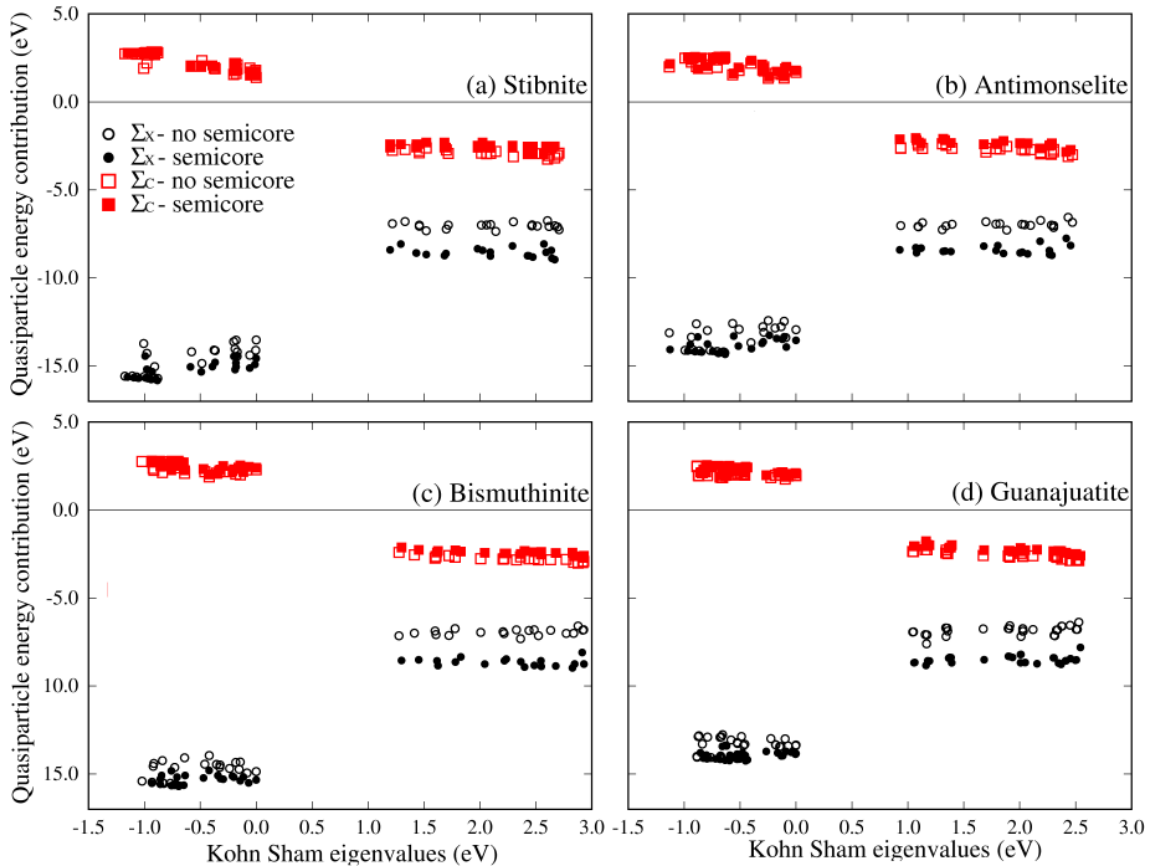 5.0
0.0
-5.0
-10.0
-15.0
Quasiparticle energy contribution (eV)
(a) Stibnite
(b) Antimonselite
Σx- no semicore
Σx- semicore
Σc- no semicore
Σc- semicore
5.0
0.0
-5.0
10.0
15.0
Quasiparticle energy contribution (eV)
(c) Bismuthinite
(d) Guanajuatite
-1.5 -1.0 -0.5 0.0 0.5 1.0 1.5 2.0 2.5 3.0
-1.5 -1.0 -0.5 0.0 0.5 1.0 1.5 2.0 2.5 3.0
Kohn Sham eigenvalues (eV)
Kohn Sham eigenvalues (eV)